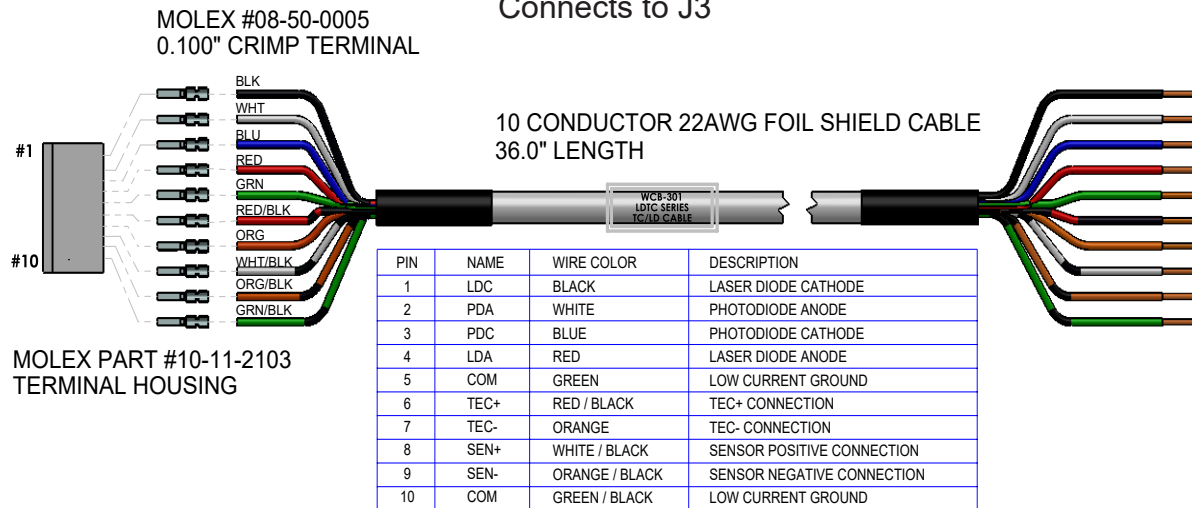 Connects to J3
MOLEX #08-50-0005
0.100" CRIMP TERMINAL
BLK
WHT
BLU
RED
GRN
RED/BLK
ORG
WHT/BLK
ORG/BLK
GRN/BLK
#1
#10
10 CONDUCTOR 22AWG FOIL SHIELD CABLE
36.0" LENGTH
WCB-301
LDTC SERIES
TC/LD CABLE
MOLEX PART #10-11-2103
TERMINAL HOUSING
PIN NAME WIRE COLOR DESCRIPTION
1 LDC BLACK LASER DIODE CATHODE
2 PDA WHITE PHOTODIODE ANODE
3 PDC BLUE PHOTODIODE CATHODE
4 LDA RED LASER DIODE ANODE
5 COM GREEN LOW CURRENT GROUND
6 TEC+ RED / BLACK TEC+ CONNECTION
7 TEC- ORANGE TEC- CONNECTION
8 SEN+ WHITE / BLACK SENSOR POSITIVE CONNECTION
9 SEN- ORANGE / BLACK SENSOR NEGATIVE CONNECTION
10 COM GREEN / BLACK LOW CURRENT GROUND